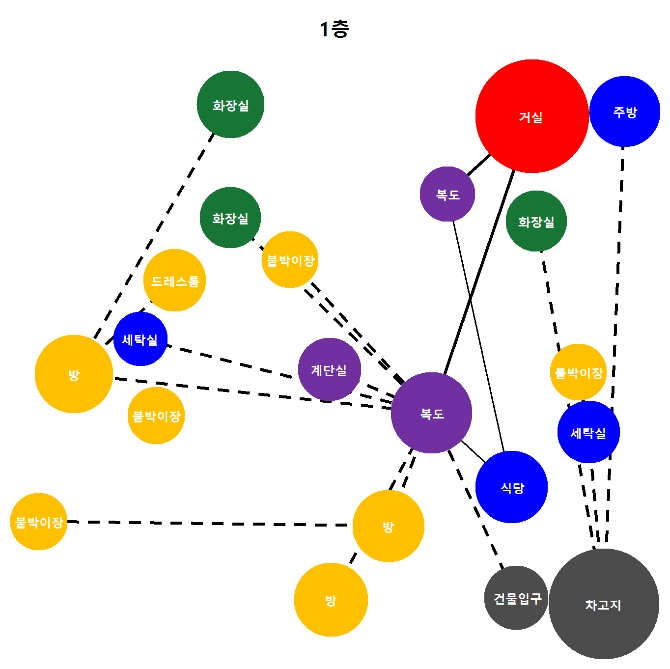 1층
화장실
거실
주방
복도
화장실
화장실
붙박이장
드레스룸
세탁실
계단실
방
붙박이장
붙박이장
복도
세탁실
식당
붙박이장
방
방
건물입구
차고지